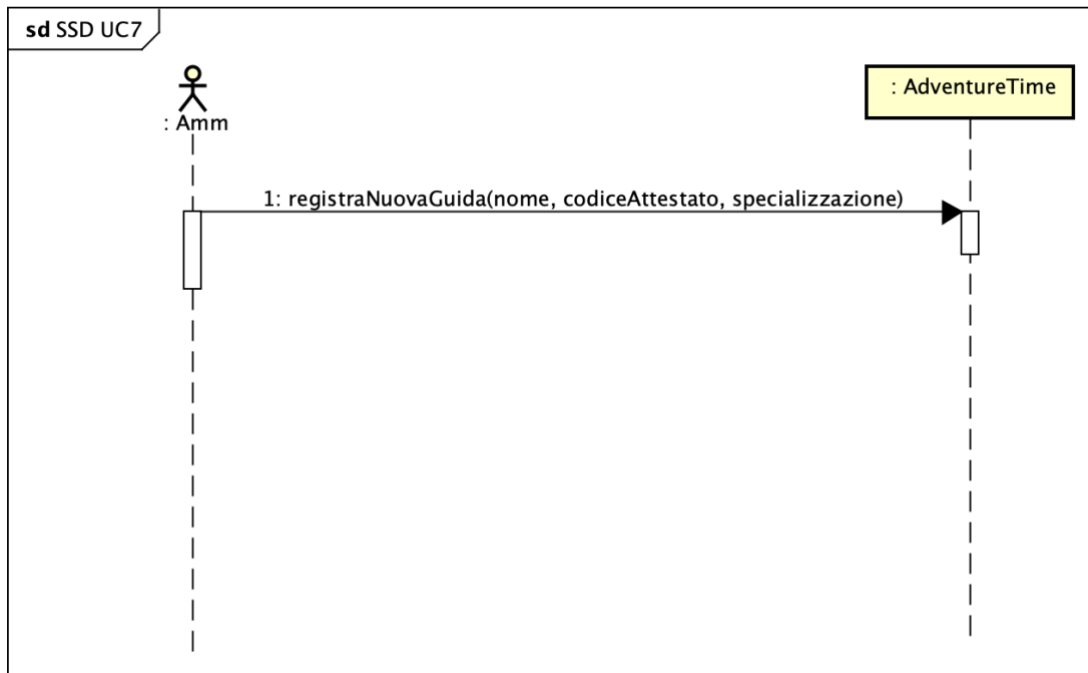 sd SSD UC7
: Amm
: AdventureTime
1: registraNuovaGuida(nome, codiceAttestato, specializzazione)